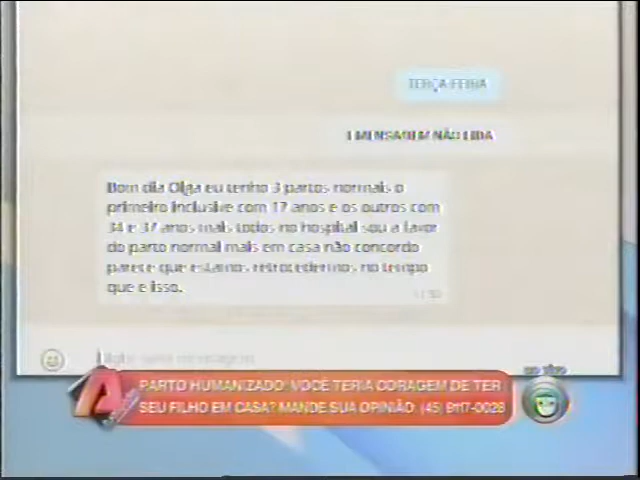 TERÇA-FEIRA
1 MENSAGEM NÃO LIDA
Bom dia Olga eu tenho 3 partos normais o
primeiro inclusive com 17 anos e os outros com
34 e 37 anos mais todos no hospital sou a favor
do parto normal mais em casa não concordo
parece que estamos retrocedermos no tempo
que e isso.
AO VIVO
PARTO HUMANIZADO: VOCÊ TERIA CORAGEM DE TER
SEU FILHO EM CASA? MANDE SUA OPINIÃO: (45) 9117-0028